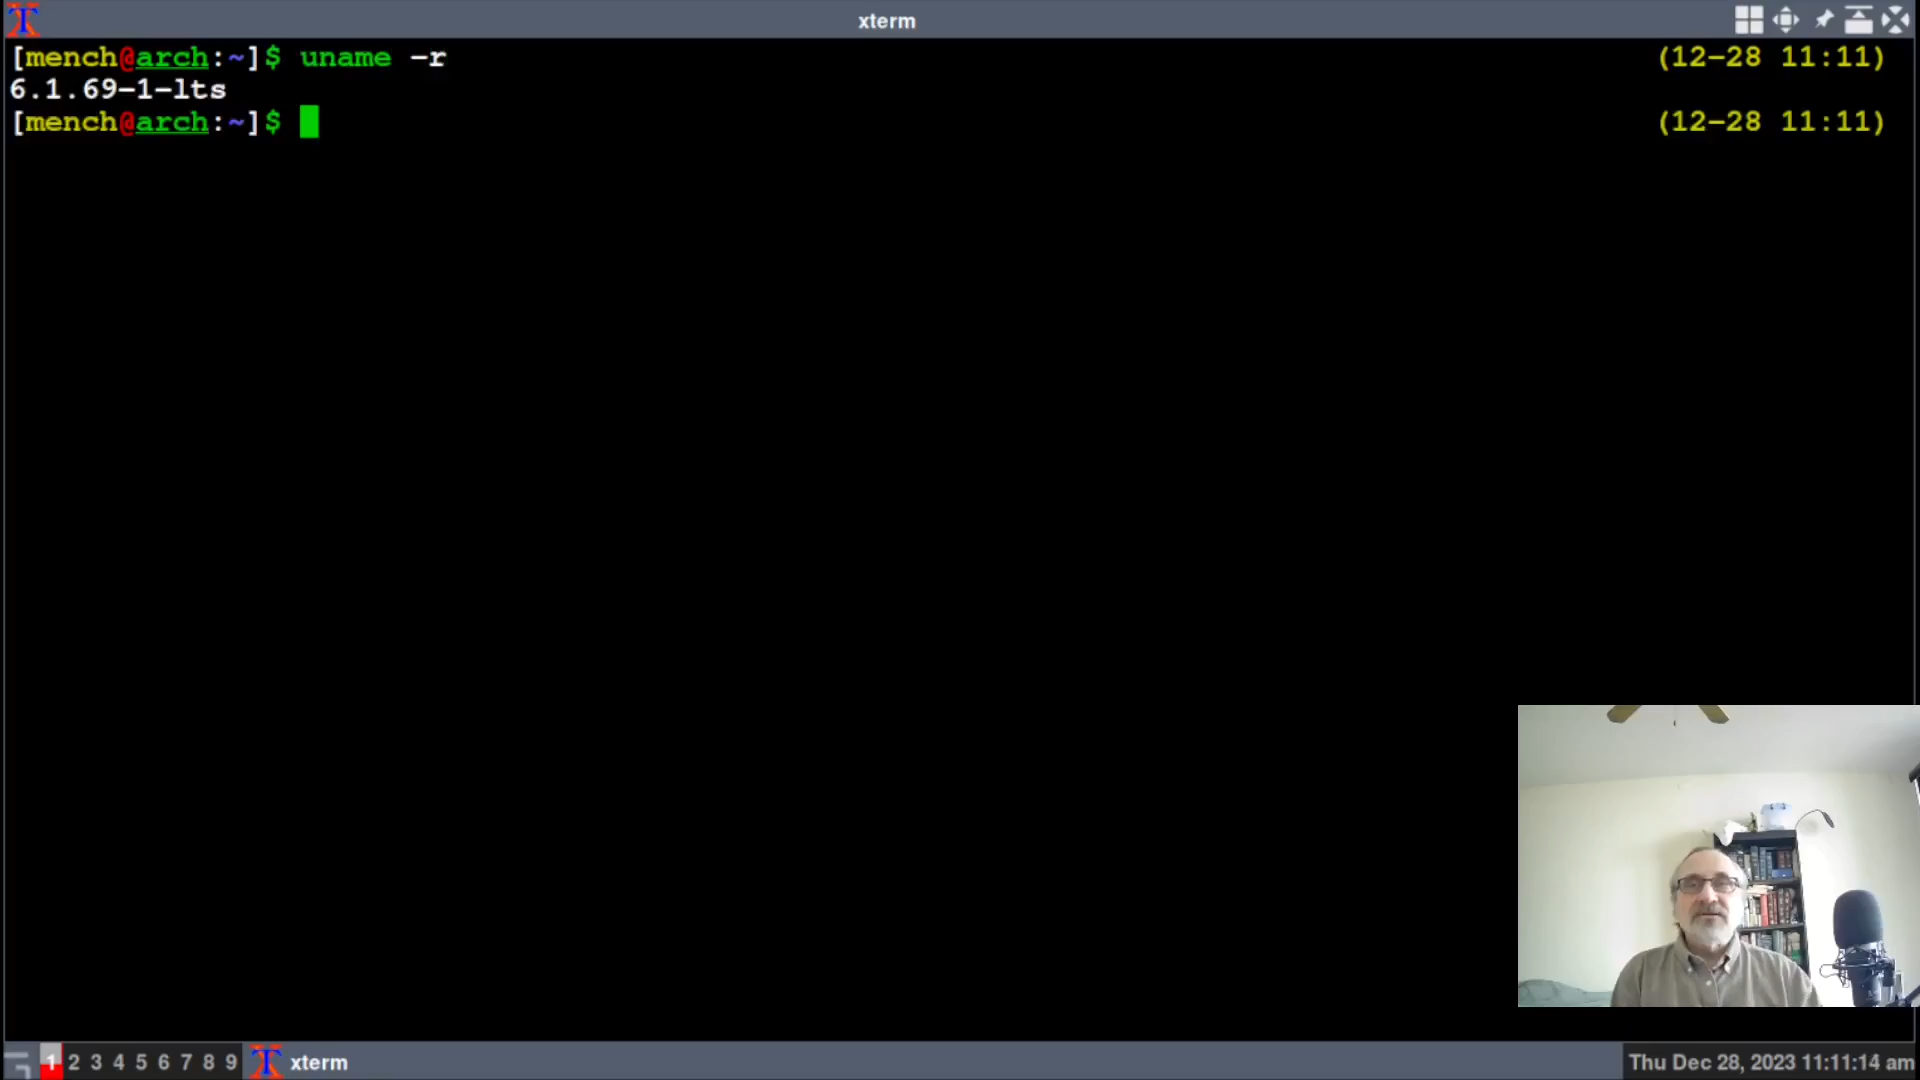 xterm
[mench@arch:~]$ uname -r (12-28 11:11)
6.1.69-1-lts
[mench@arch:~]$ (12-28 11:11)
1 2 3 4 5 6 7 8 9 xterm Thu Dec 28, 2023 11:11:14 am